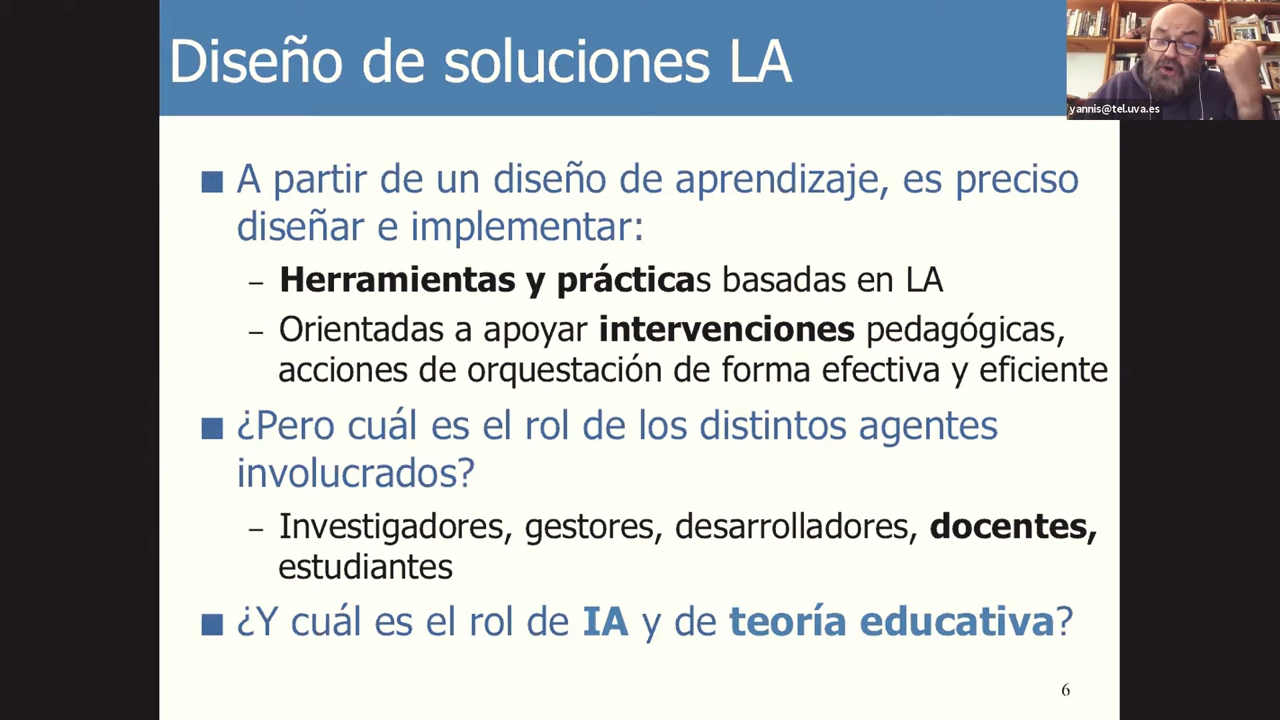 Diseño de soluciones LA
yannis@tel.uva.es
■ A partir de un diseño de aprendizaje, es preciso
diseñar e implementar:
– Herramientas y prácticas basadas en LA
– Orientadas a apoyar intervenciones pedagógicas,
acciones de orquestación de forma efectiva y eficiente
■ ¿Pero cuál es el rol de los distintos agentes
involucrados?
– Investigadores, gestores, desarrolladores, docentes,
estudiantes
■ ¿Y cuál es el rol de IA y de teoría educativa?
6